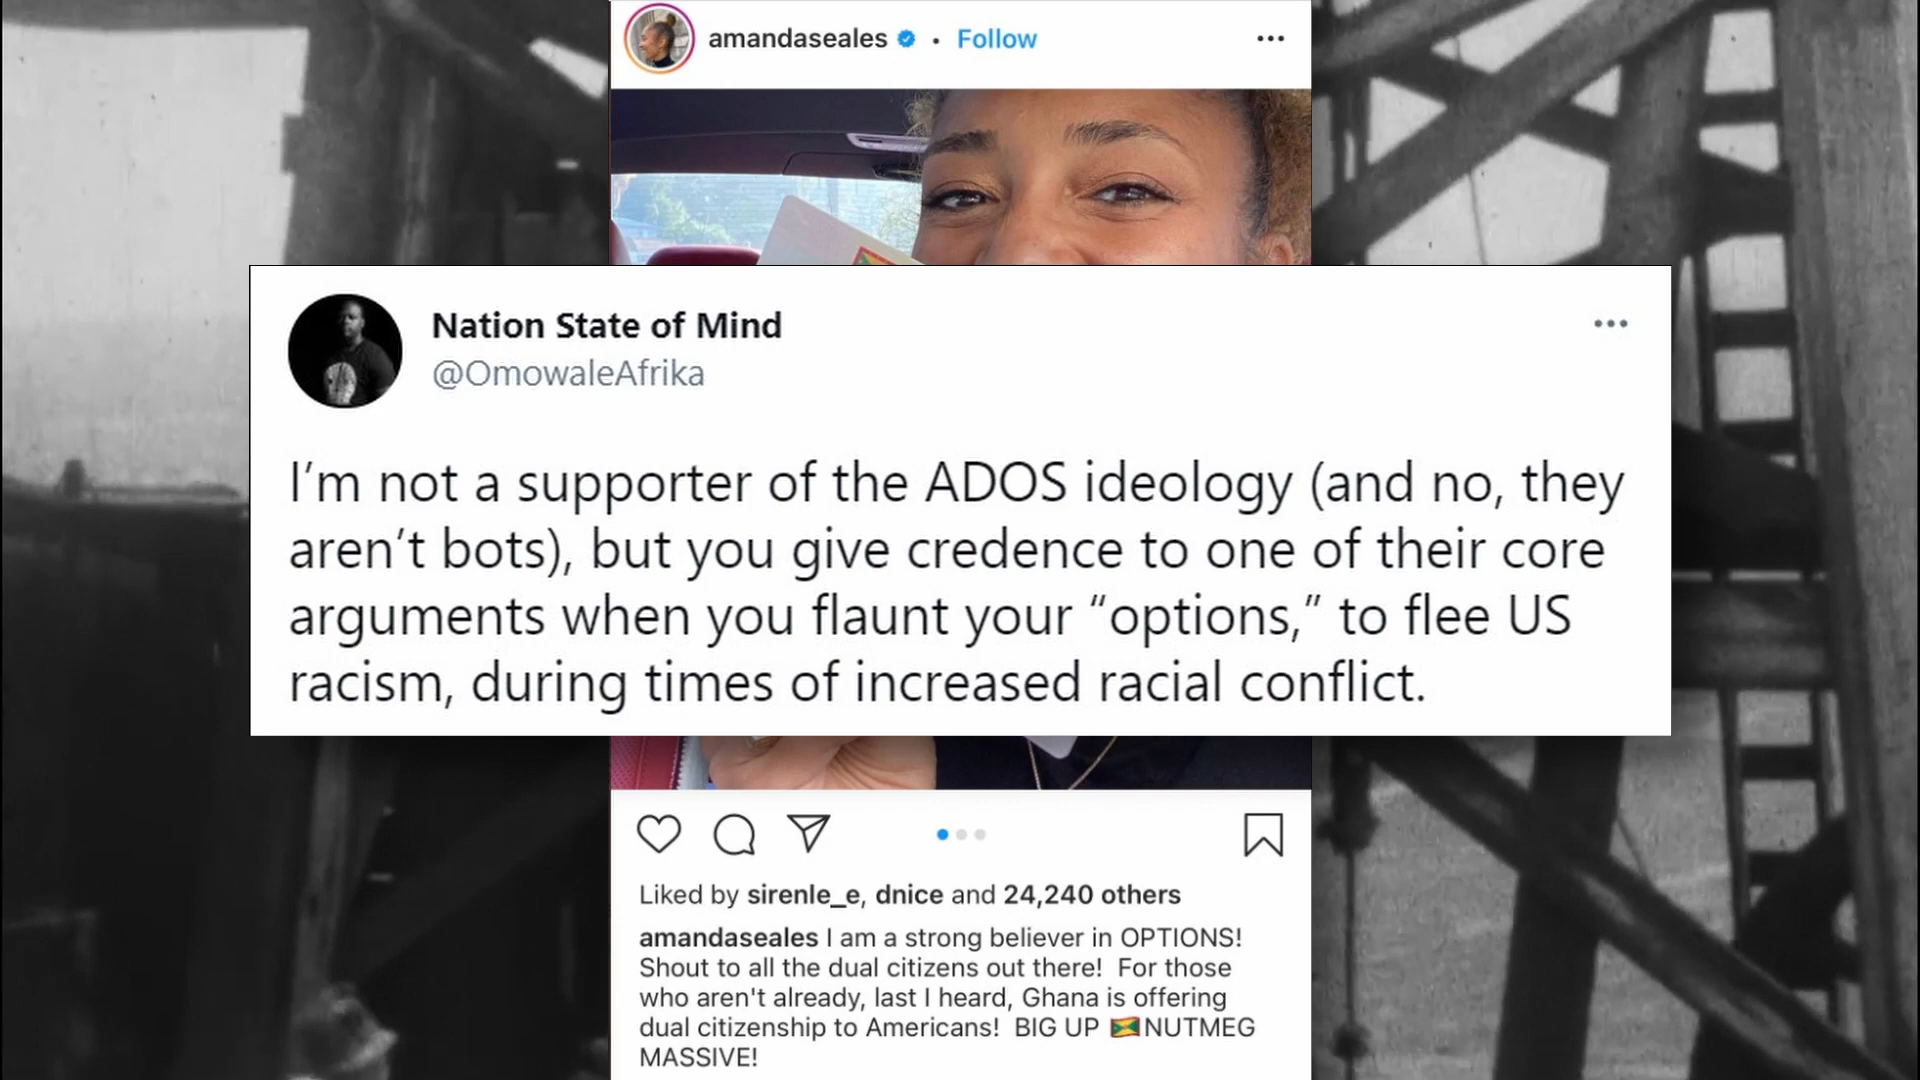 amandaseales • Follow
Nation State of Mind
@OmowaleAfrika
I’m not a supporter of the ADOS ideology (and no, they
aren’t bots), but you give credence to one of their core
arguments when you flaunt your “options,” to flee US
racism, during times of increased racial conflict.
Liked by sirenle_e, dnice and 24,240 others
amandaseales I am a strong believer in OPTIONS!
Shout to all the dual citizens out there! For those
who aren't already, last I heard, Ghana is offering
dual citizenship to Americans! BIG UP 🇬🇩NUTMEG
MASSIVE!